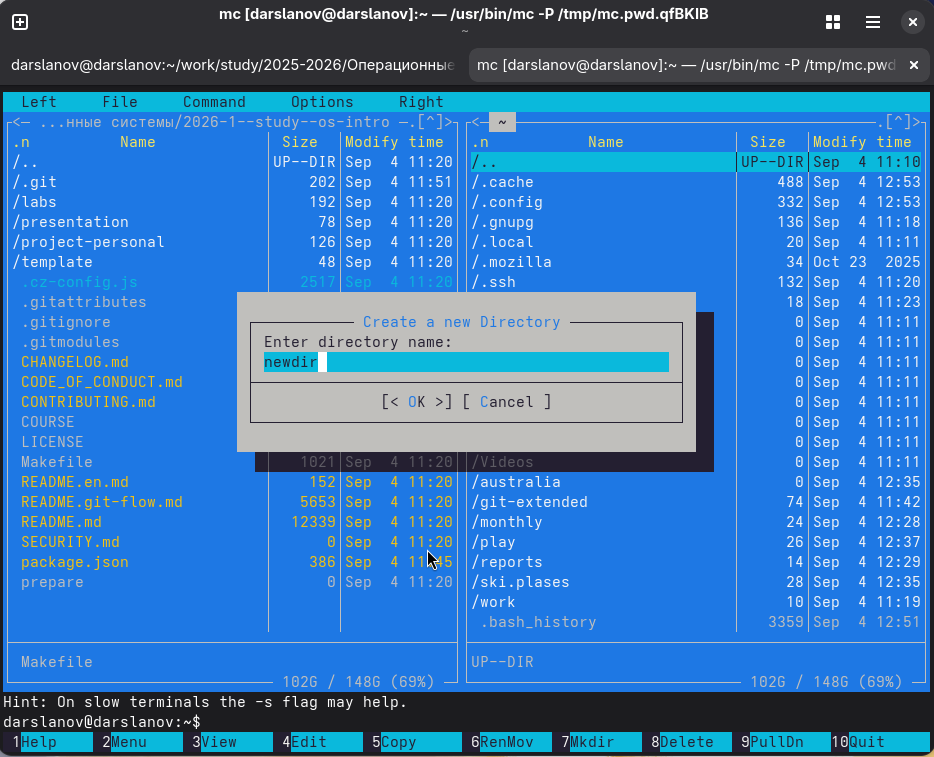 mc [darslanov@darslanov]:~ — /usr/bin/mc -P /tmp/mc.pwd.qfBKIB
~
darslanov@darslanov:~/work/study/2025-2026/Операционные
mc [darslanov@darslanov]:~ — /usr/bin/mc -P /tmp/mc.pwd
Left File Command Options Right
<— ...нные системы/2026-1--study--os-intro —.[^]>
<— ~ .[^]>
.n Name Size Modify time
/.. UP--DIR Sep 4 11:20
/.git 202 Sep 4 11:51
/labs 192 Sep 4 11:20
/presentation 78 Sep 4 11:20
/project-personal 126 Sep 4 11:20
/template 48 Sep 4 11:20
.cz-config.js 2517 Sep 4 11:20
.gitattributes
.gitignore
.gitmodules
CHANGELOG.md
CODE_OF_CONDUCT.md
CONTRIBUTING.md
COURSE
LICENSE
Makefile 1021 Sep 4 11:20
README.en.md 152 Sep 4 11:20
README.git-flow.md 5653 Sep 4 11:20
README.md 12339 Sep 4 11:20
SECURITY.md 0 Sep 4 11:20
package.json 386 Sep 4 11:45
prepare 0 Sep 4 11:20
Makefile
102G / 148G (69%)
.n Name Size Modify time
/.. UP--DIR Sep 4 11:10
/.cache 488 Sep 4 12:53
/.config 332 Sep 4 12:53
/.gnupg 136 Sep 4 11:18
/.local 20 Sep 4 11:11
/.mozilla 34 Oct 23 2025
/.ssh 132 Sep 4 11:20
18 Sep 4 11:23
0 Sep 4 11:11
0 Sep 4 11:11
0 Sep 4 11:11
0 Sep 4 11:11
0 Sep 4 11:11
0 Sep 4 11:11
0 Sep 4 11:11
/Videos 0 Sep 4 11:11
/australia 0 Sep 4 12:35
/git-extended 74 Sep 4 11:42
/monthly 24 Sep 4 12:28
/play 26 Sep 4 12:37
/reports 14 Sep 4 12:29
/ski.plases 28 Sep 4 12:35
/work 10 Sep 4 11:19
.bash_history 3359 Sep 4 12:51
UP--DIR
102G / 148G (69%)
Create a new Directory
Enter directory name:
newdir
[< OK >] [ Cancel ]
Hint: On slow terminals the -s flag may help.
darslanov@darslanov:~$
1Help 2Menu 3View 4Edit 5Copy 6RenMov 7Mkdir 8Delete 9PullDn 10Quit